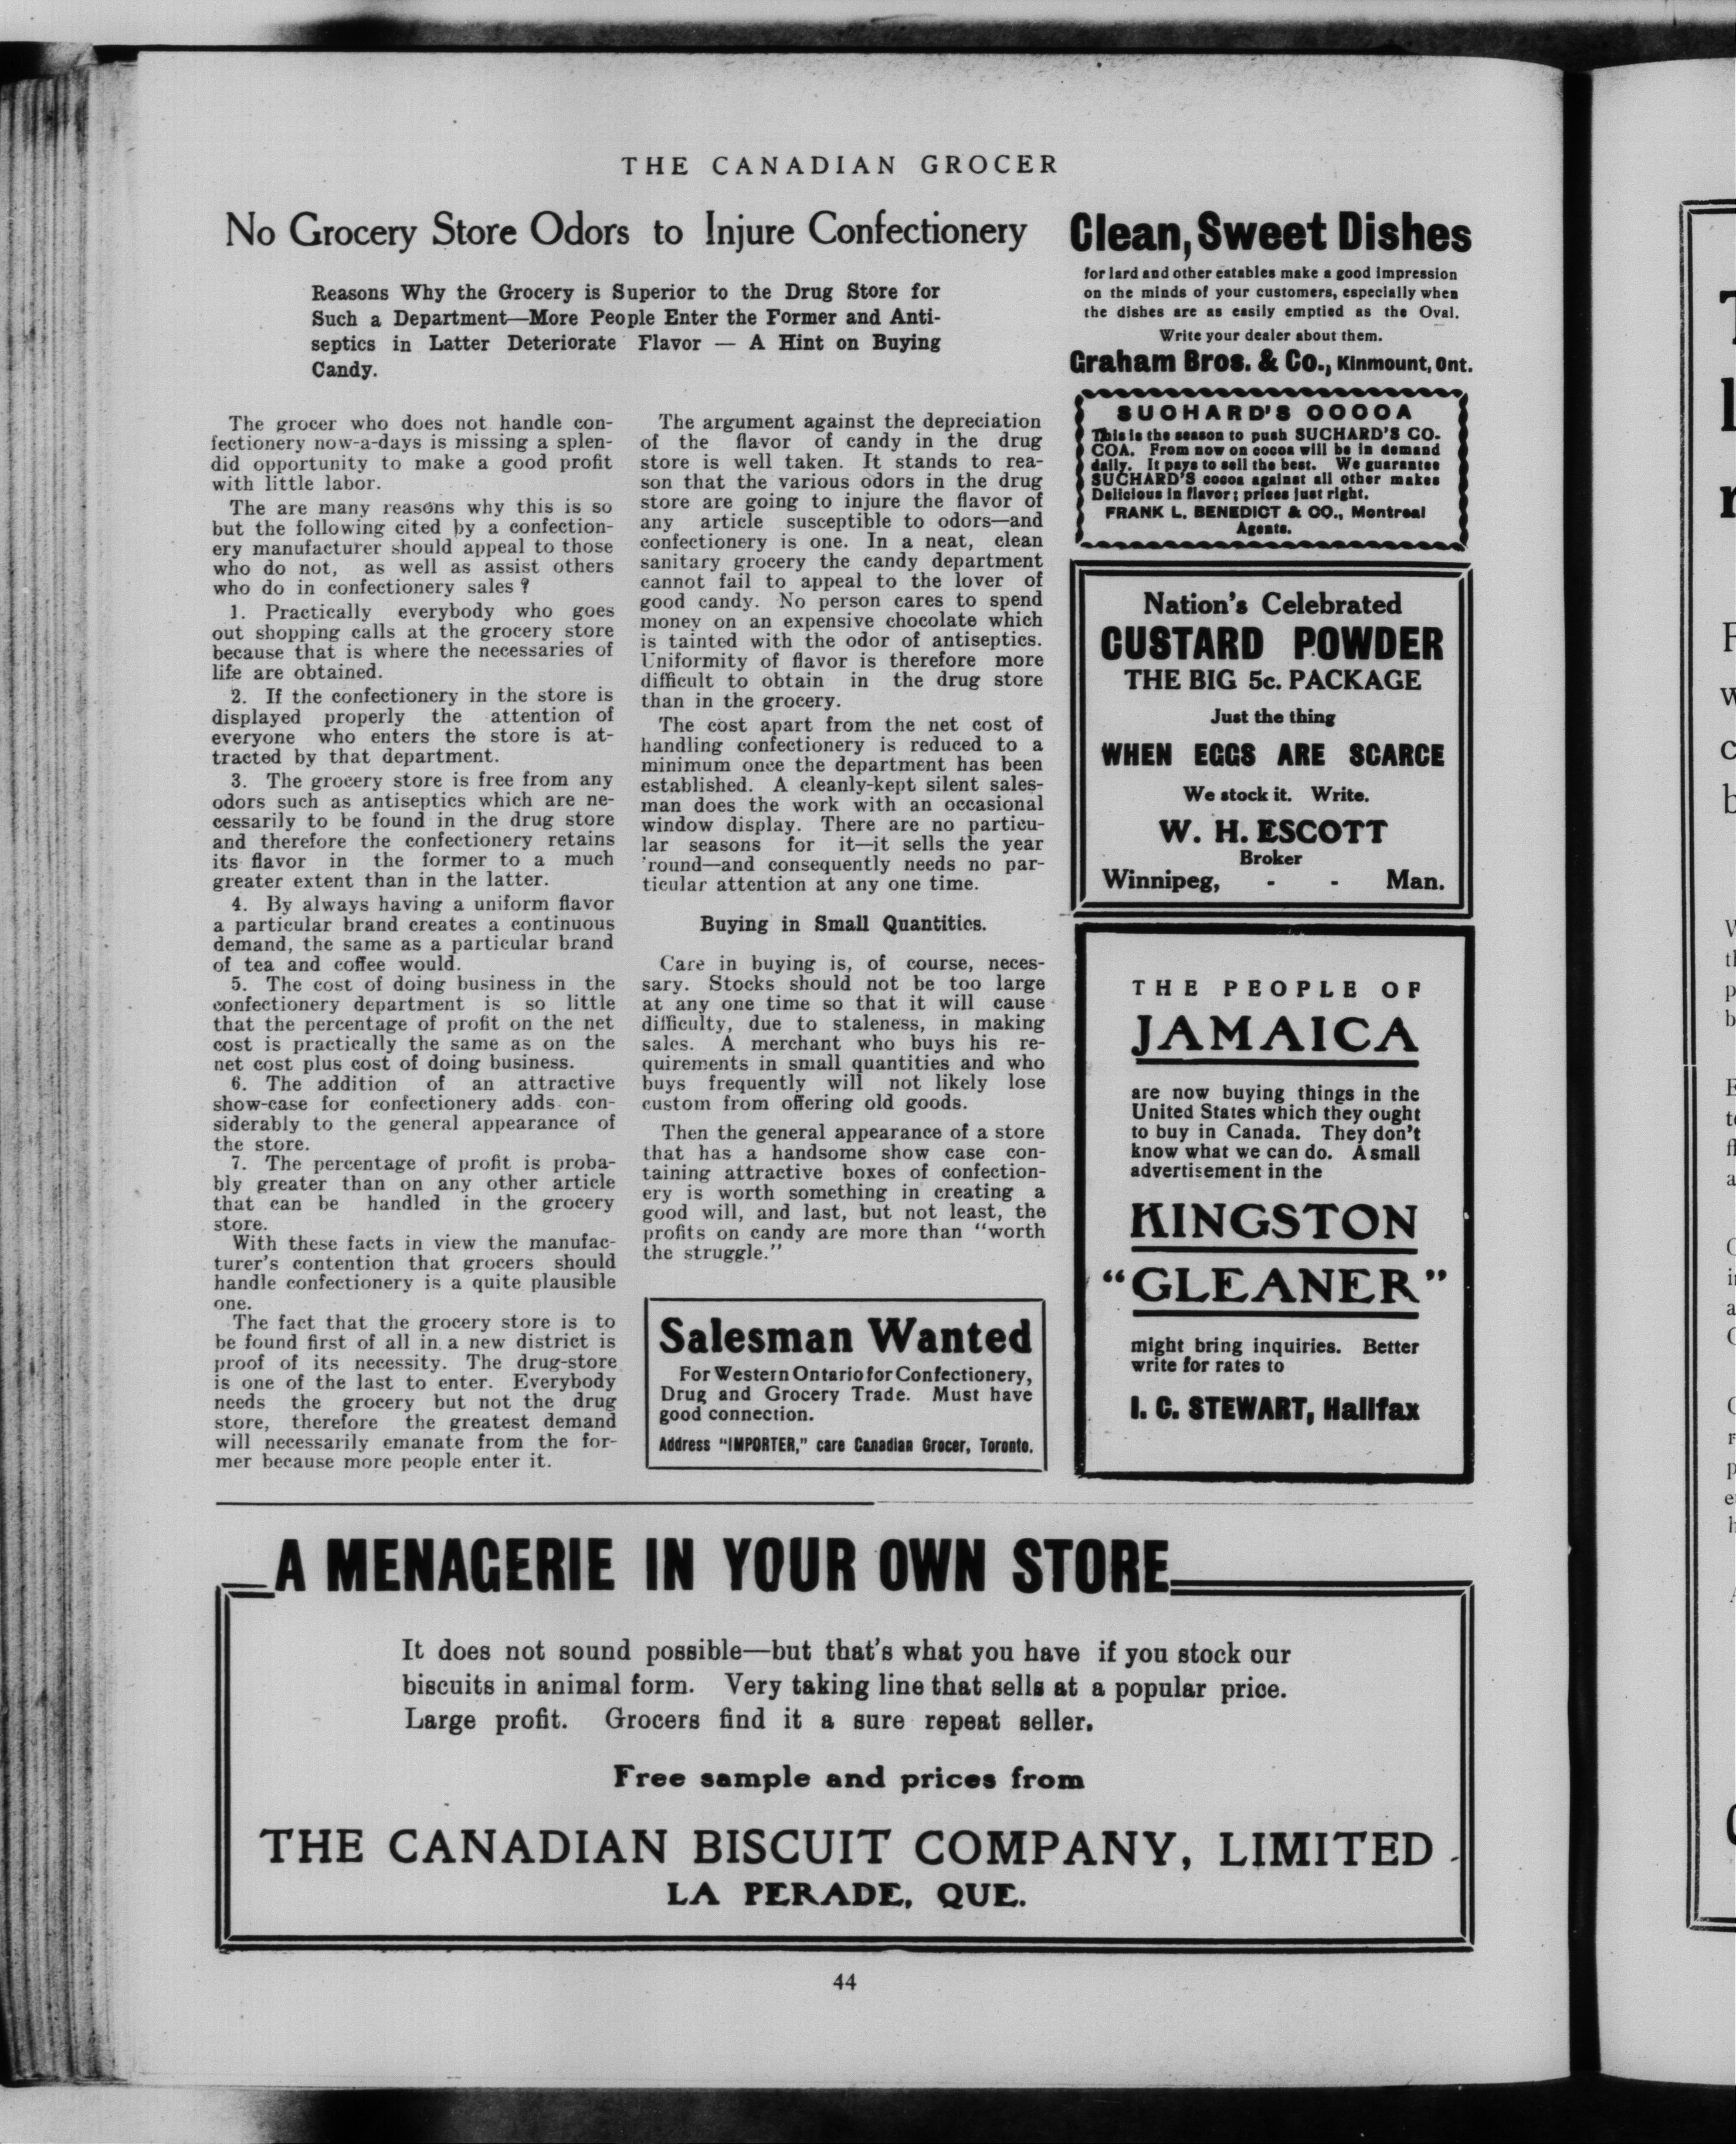 THE CANADIAN GROCER
No Grocery Store Odors to Injure Confectionery
Reasons Why the Grocery is Superior to the Drug Store for
Such a Department—More People Enter the Former and Anti-
septics in Latter Deteriorate Flavor — A Hint on Buying
Candy.
The grocer who does not handle con-
fectionery now-a-days is missing a splen-
did opportunity to make a good profit
with little labor.
The are many reasons why this is so
but the following cited by a confection-
ery manufacturer should appeal to those
who do not, as well as assist others
who do in confectionery sales ?
1. Practically everybody who goes
out shopping calls at the grocery store
because that is where the necessaries of
life are obtained.
2. If the confectionery in the store is
displayed properly the attention of
everyone who enters the store is at-
tracted by that department.
3. The grocery store is free from any
odors such as antiseptics which are ne-
cessarily to be found in the drug store
and therefore the confectionery retains
its flavor in the former to a much
greater extent than in the latter.
4. By always having a uniform flavor
a particular brand creates a continuous
demand, the same as a particular brand
of tea and coffee would.
5. The cost of doing business in the
confectionery department is so little
that the percentage of profit on the net
cost is practically the same as on the
net cost plus cost of doing business.
6. The addition of an attractive
show-case for confectionery adds con-
siderably to the general appearance of
the store.
7. The percentage of profit is proba-
bly greater than on any other article
that can be handled in the grocery
store.
With these facts in view the manufac-
turer's contention that grocers should
handle confectionery is a quite plausible
one.
The fact that the grocery store is to
be found first of all in a new district is
proof of its necessity. The drug-store
is one of the last to enter. Everybody
needs the grocery but not the drug
store, therefore the greatest demand
will necessarily emanate from the for-
mer because more people enter it.
The argument against the depreciation
of the flavor of candy in the drug
store is well taken. It stands to rea-
son that the various odors in the drug
store are going to injure the flavor of
any article susceptible to odors—and
confectionery is one. In a neat, clean
sanitary grocery the candy department
cannot fail to appeal to the lover of
good candy. No person cares to spend
money on an expensive chocolate which
is tainted with the odor of antiseptics.
Uniformity of flavor is therefore more
difficult to obtain in the drug store
than in the grocery.
The cost apart from the net cost of
handling confectionery is reduced to a
minimum once the department has been
established. A cleanly-kept silent sales-
man does the work with an occasional
window display. There are no particu-
lar seasons for it—it sells the year
'round—and consequently needs no par-
ticular attention at any one time.
Buying in Small Quantities.
Care in buying is, of course, neces-
sary. Stocks should not be too large
at any one time so that it will cause
difficulty, due to staleness, in making
sales. A merchant who buys his re-
quirements in small quantities and who
buys frequently will not likely lose
custom from offering old goods.
Then the general appearance of a store
that has a handsome show case con-
taining attractive boxes of confection-
ery is worth something in creating a
good will, and last, but not least, the
profits on candy are more than "worth
the struggle."
Salesman Wanted
For Western Ontario for Confectionery,
Drug and Grocery Trade. Must have
good connection.
Address "IMPORTER," care Canadian Grocer, Toronto.
Clean, Sweet Dishes
for lard and other eatables make a good impression
on the minds of your customers, especially when
the dishes are as easily emptied as the Oval.
Write your dealer about them.
Graham Bros. & Co., Kinmount, Ont.
SUCHARD'S COCOA
This is the season to push SUCHARD'S CO-
COA. From now on cocoa will be in demand
daily. It pays to sell the best. We guarantee
SUCHARD'S cocoa against all other makes
Delicious in flavor; prices just right.
FRANK L. BENEDICT & CO., Montreal
Agents.
Nation's Celebrated
CUSTARD POWDER
THE BIG 5c. PACKAGE
Just the thing
WHEN EGGS ARE SCARCE
We stock it. Write.
W. H. ESCOTT
Broker
Winnipeg, - - Man.
THE PEOPLE OF
JAMAICA
are now buying things in the
United States which they ought
to buy in Canada. They don't
know what we can do. A small
advertisement in the
KINGSTON
"GLEANER"
might bring inquiries. Better
write for rates to
I. C. STEWART, Halifax
A MENAGERIE IN YOUR OWN STORE
It does not sound possible—but that's what you have if you stock our
biscuits in animal form. Very taking line that sells at a popular price.
Large profit. Grocers find it a sure repeat seller.
Free sample and prices from
THE CANADIAN BISCUIT COMPANY, LIMITED
LA PERADE, QUE.
44